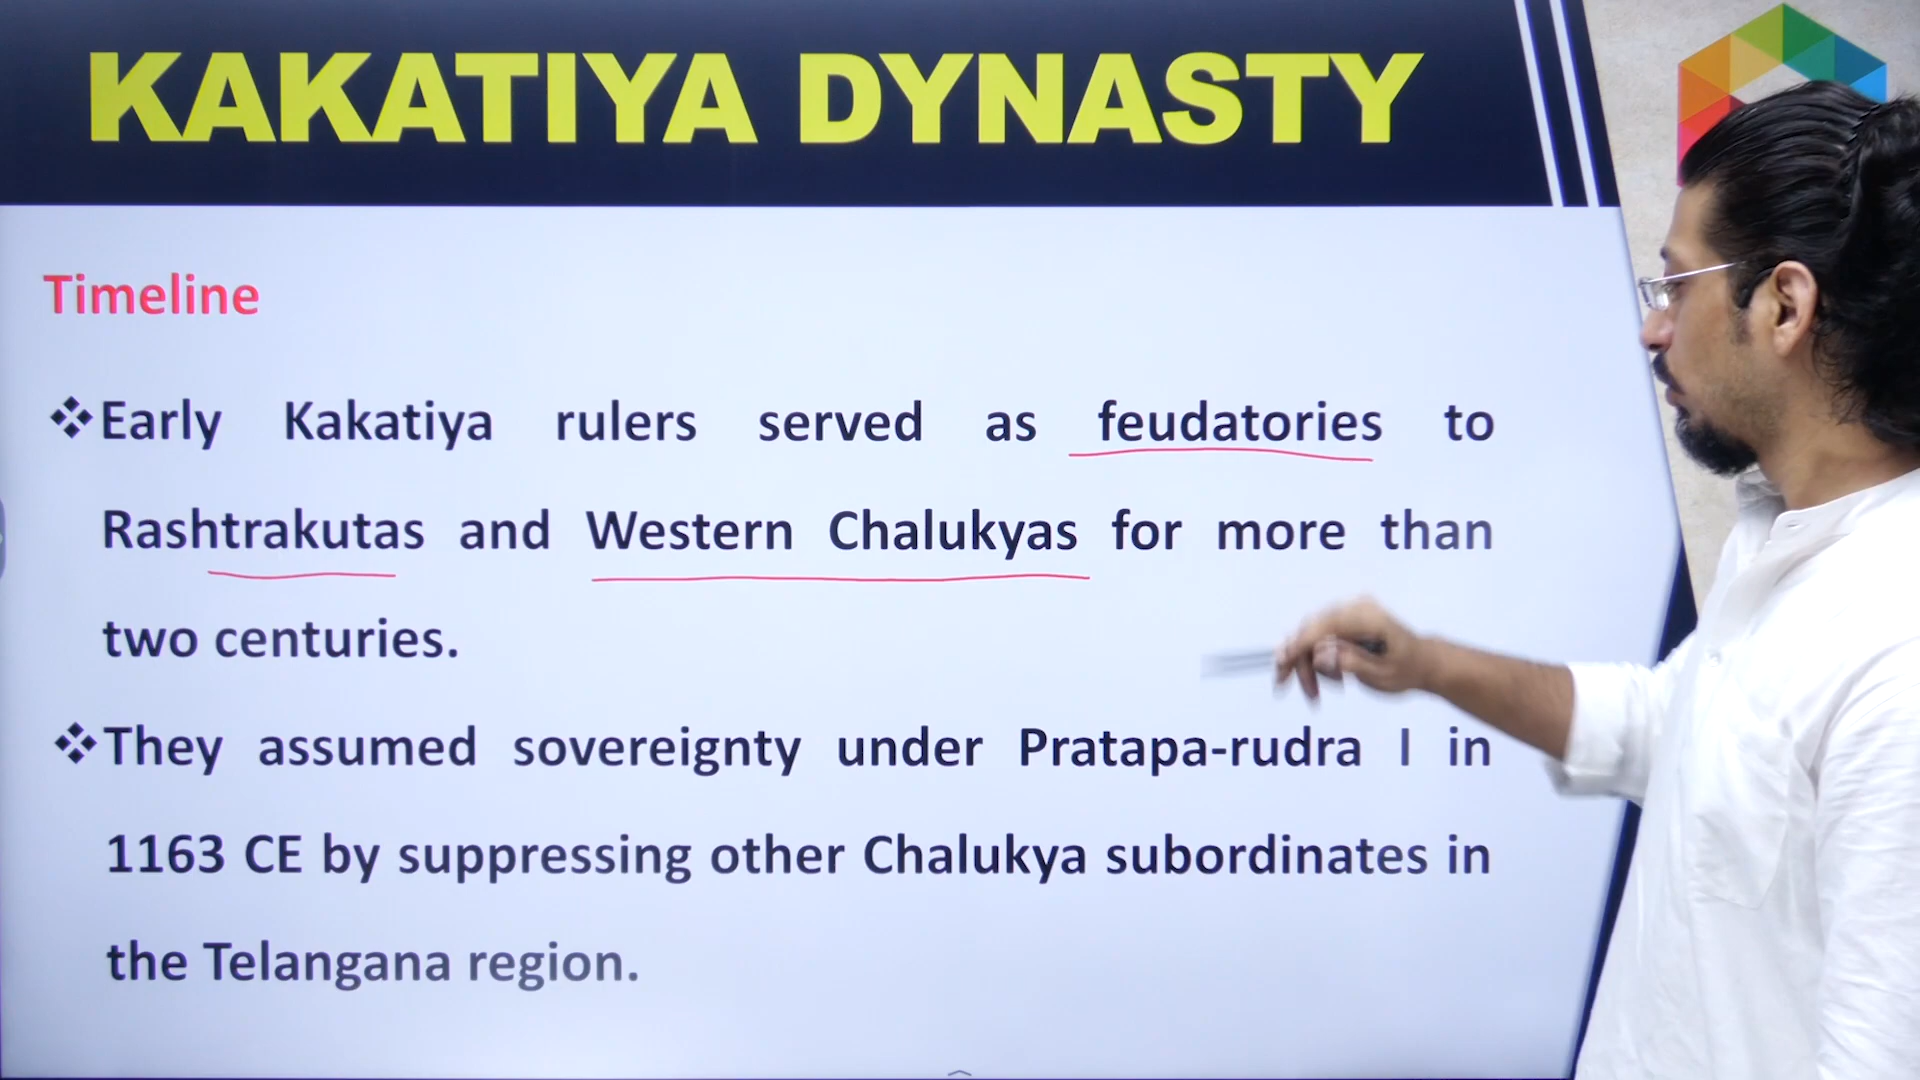 KAKATIYA DYNASTY
Timeline
❖Early Kakatiya rulers served as feudatories to
Rashtrakutas and Western Chalukyas for more than
two centuries.
❖They assumed sovereignty under Pratapa-rudra I in
1163 CE by suppressing other Chalukya subordinates in
the Telangana region.